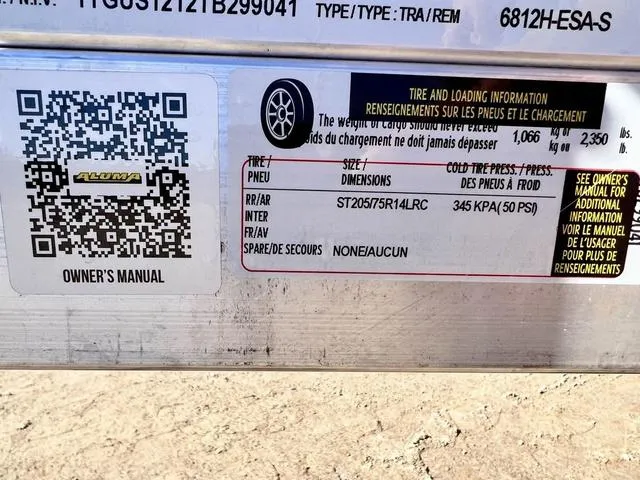 1YGUS1212TB299041 TYPE/TYPE: TRA/REM 6812H-ESA-S
ALUMA
OWNER'S MANUAL
TIRE AND LOADING INFORMATION
RENSEIGNEMENTS SUR LES PNEUS ET LE CHARGEMENT
The weight of cargo should never exceed 1,066 kg or 2,350 lbs.
ids du chargement ne doit jamais dépasser kg ou lb.
TIRE / PNEU
SIZE / DIMENSIONS
COLD TIRE PRESS./PRESS. DES PNEUS À FROID
RR/AR ST205/75R14LRC 345 KPA( 50 PSI)
INTER
FR/AV
SPARE/DE SECOURS NONE/AUCUN
SEE OWNER'S
MANUAL FOR
ADDITIONAL
INFORMATION
VOIR LE MANUEL
DE L'USAGER
POUR PLUS DE
RENSEIGNEMENTS